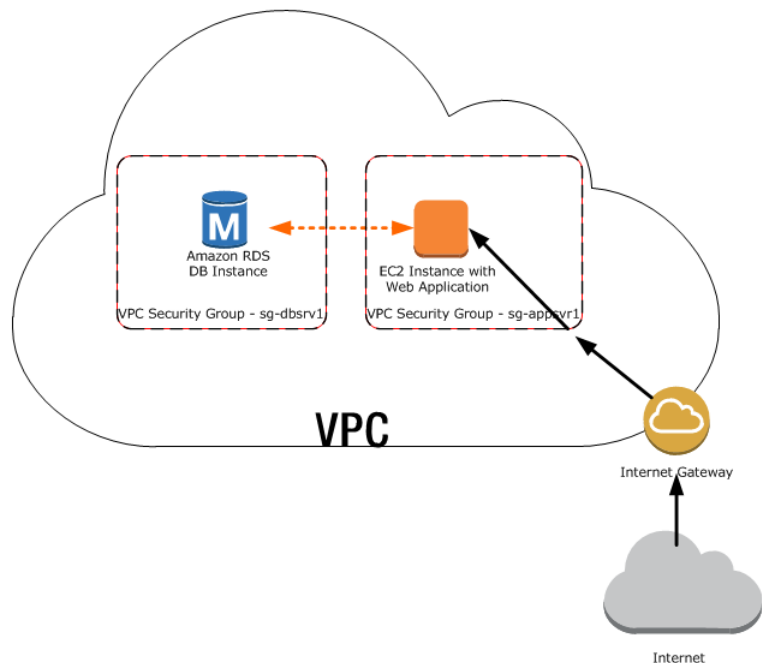 M
Amazon RDS
DB Instance
VPC Security Group - sg-dbsrv1
EC2 Instance with
Web Application
VPC Security Group - sg-appsvr1
VPC
Internet Gateway
Internet